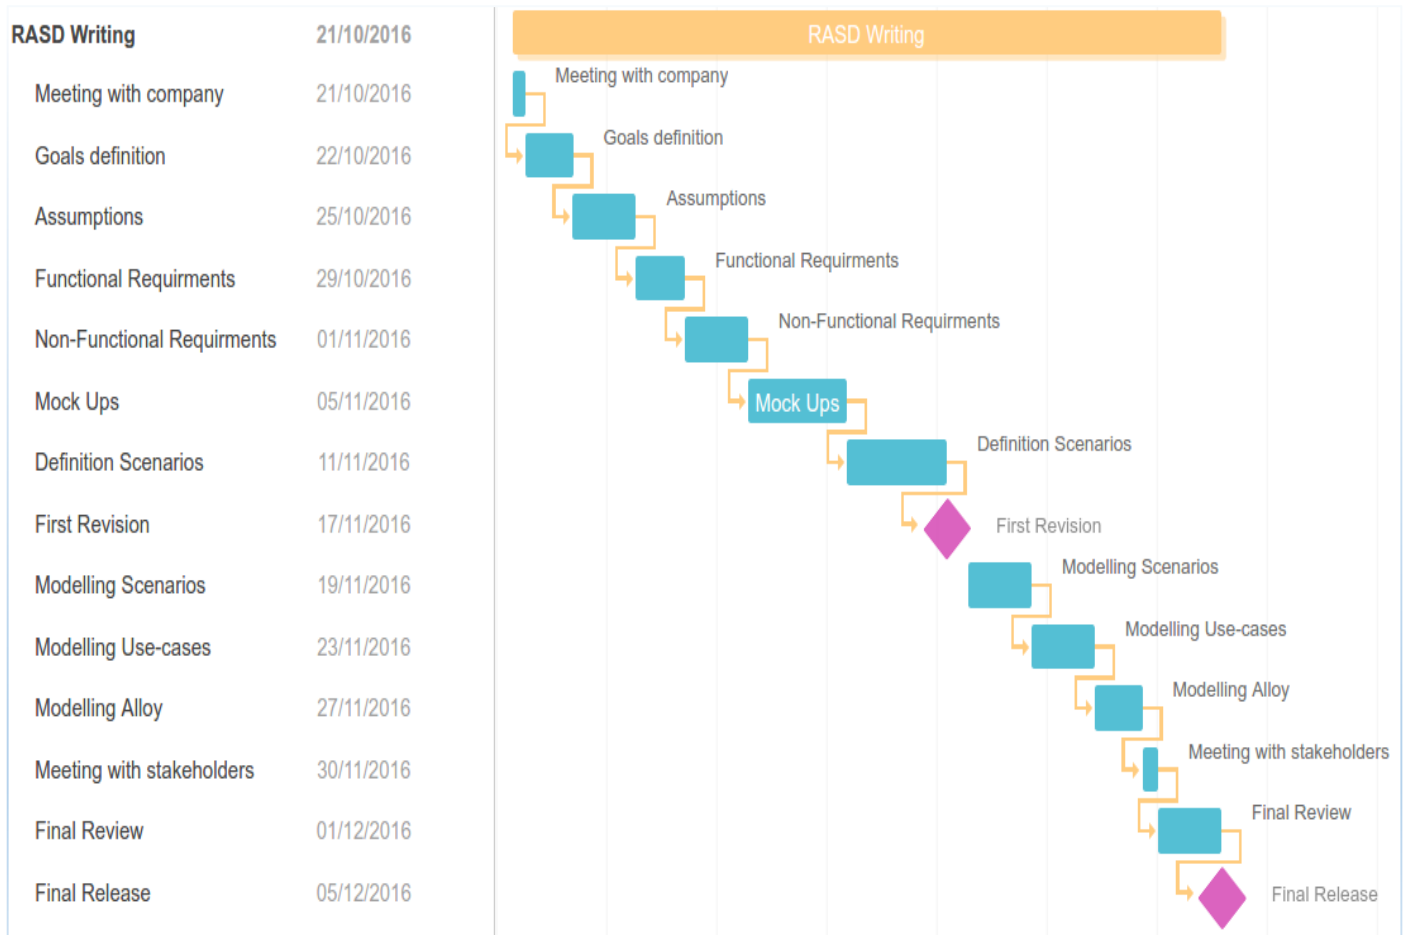 RASD Writing 21/10/2016 RASD Writing
Meeting with company
Meeting with company 21/10/2016
Goals definition
Goals definition 22/10/2016
Assumptions
Assumptions 25/10/2016
Functional Requirments
Functional Requirments 29/10/2016
Non-Functional Requirments
Non-Functional Requirments 01/11/2016
Mock Ups 05/11/2016 Mock Ups
Definition Scenarios
Definition Scenarios 11/11/2016
First Revision 17/11/2016 First Revision
Modelling Scenarios
Modelling Scenarios 19/11/2016
Modelling Use-cases
Modelling Use-cases 23/11/2016
Modelling Alloy
Modelling Alloy 27/11/2016
Meeting with stakeholders
Meeting with stakeholders 30/11/2016
Final Review
Final Review 01/12/2016
Final Release 05/12/2016 Final Release